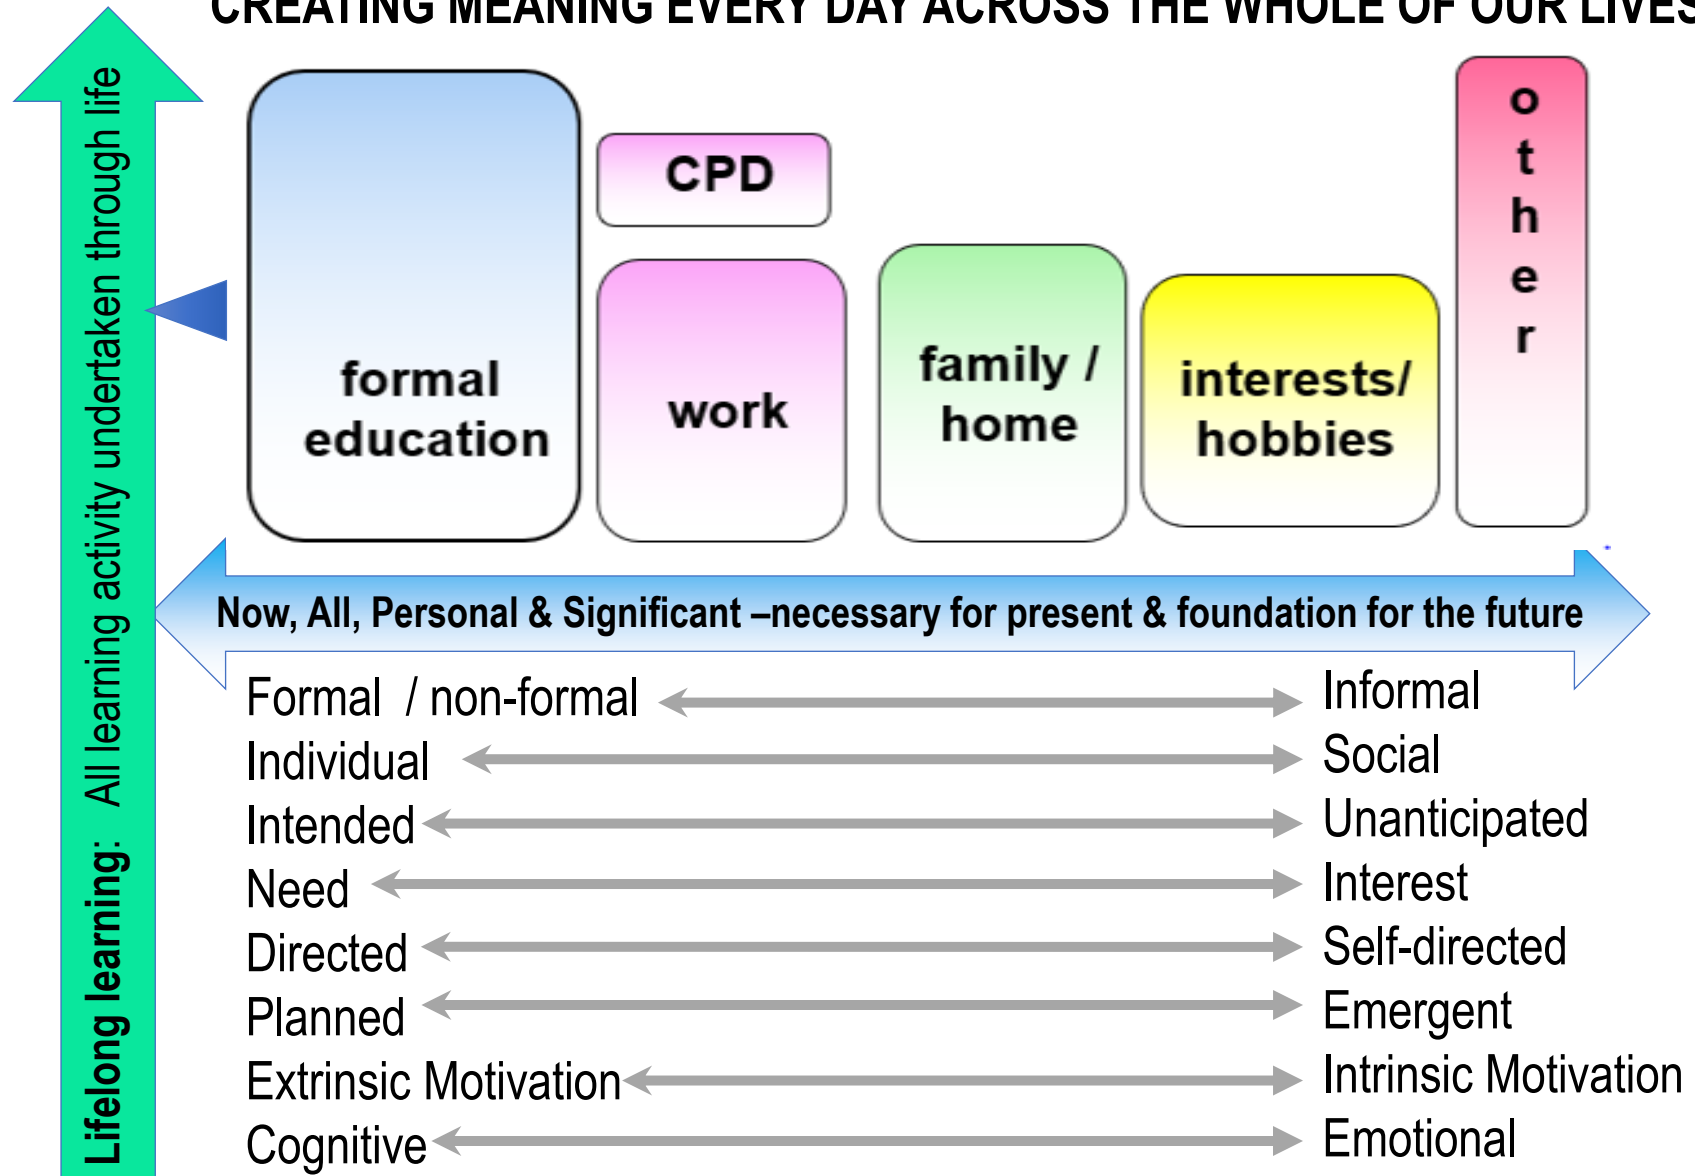 CREATING MEANING EVERY DAY ACROSS THE WHOLE OF OUR LIVES
Lifelong learning: All learning activity undertaken through life
formal
education
CPD
work
family /
home
interests/
hobbies
other
Now, All, Personal & Significant –necessary for present & foundation for the future
Formal / non-formal
Informal
Individual
Social
Intended
Unanticipated
Need
Interest
Directed
Self-directed
Planned
Emergent
Extrinsic Motivation
Intrinsic Motivation
Cognitive
Emotional